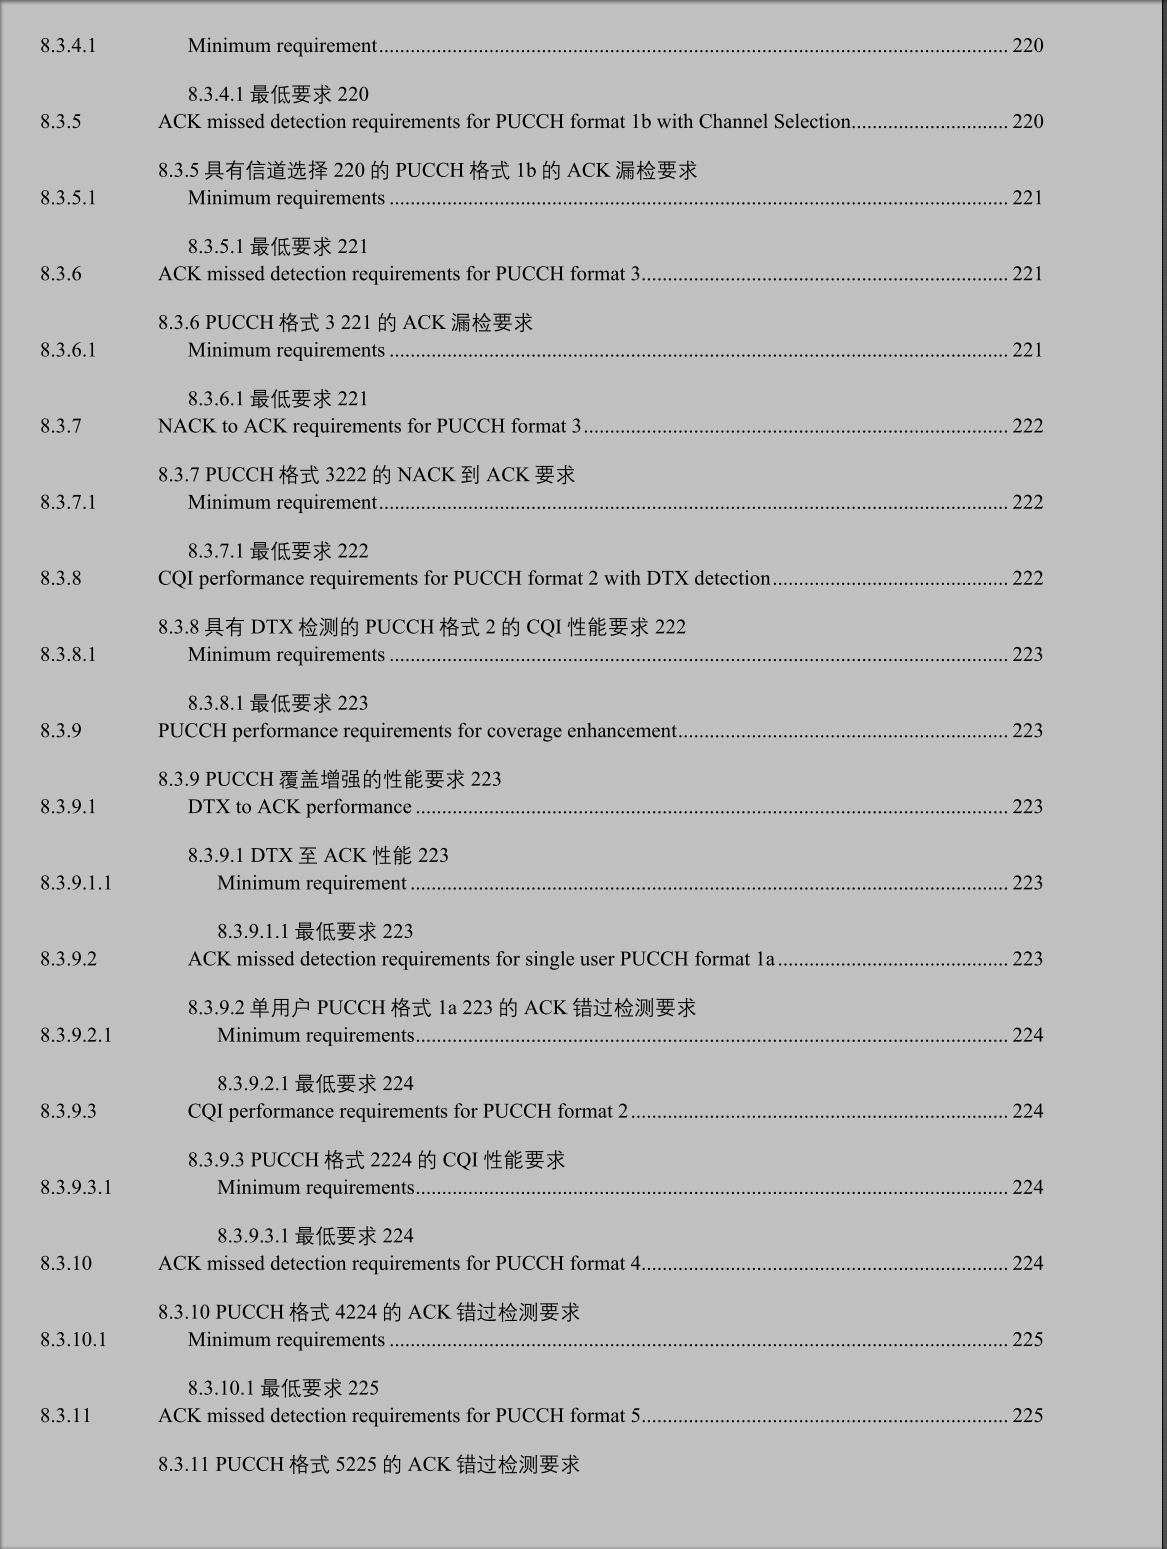 8.3.4.1 Minimum requirement 220
8.3.4.1 最低要求 220
8.3.5 ACK missed detection requirements for PUCCH format 1b with Channel Selection 220
8.3.5 具有信道选择 220 的 PUCCH 格式 1b 的 ACK 漏检要求
8.3.5.1 Minimum requirements 221
8.3.5.1 最低要求 221
8.3.6 ACK missed detection requirements for PUCCH format 3 221
8.3.6 PUCCH 格式 3 221 的 ACK 漏检要求
8.3.6.1 Minimum requirements 221
8.3.6.1 最低要求 221
8.3.7 NACK to ACK requirements for PUCCH format 3 222
8.3.7 PUCCH 格式 3222 的 NACK 到 ACK 要求
8.3.7.1 Minimum requirement 222
8.3.7.1 最低要求 222
8.3.8 CQI performance requirements for PUCCH format 2 with DTX detection 222
8.3.8 具有 DTX 检测的 PUCCH 格式 2 的 CQI 性能要求 222
8.3.8.1 Minimum requirements 223
8.3.8.1 最低要求 223
8.3.9 PUCCH performance requirements for coverage enhancement 223
8.3.9 PUCCH 覆盖增强的性能要求 223
8.3.9.1 DTX to ACK performance 223
8.3.9.1 DTX 至 ACK 性能 223
8.3.9.1.1 Minimum requirement 223
8.3.9.1.1 最低要求 223
8.3.9.2 ACK missed detection requirements for single user PUCCH format 1a 223
8.3.9.2 单用户 PUCCH 格式 1a 223 的 ACK 错过检测要求
8.3.9.2.1 Minimum requirements 224
8.3.9.2.1 最低要求 224
8.3.9.3 CQI performance requirements for PUCCH format 2 224
8.3.9.3 PUCCH 格式 2224 的 CQI 性能要求
8.3.9.3.1 Minimum requirements 224
8.3.9.3.1 最低要求 224
8.3.10 ACK missed detection requirements for PUCCH format 4 224
8.3.10 PUCCH 格式 4224 的 ACK 错过检测要求
8.3.10.1 Minimum requirements 225
8.3.10.1 最低要求 225
8.3.11 ACK missed detection requirements for PUCCH format 5 225
8.3.11 PUCCH 格式 5225 的 ACK 错过检测要求